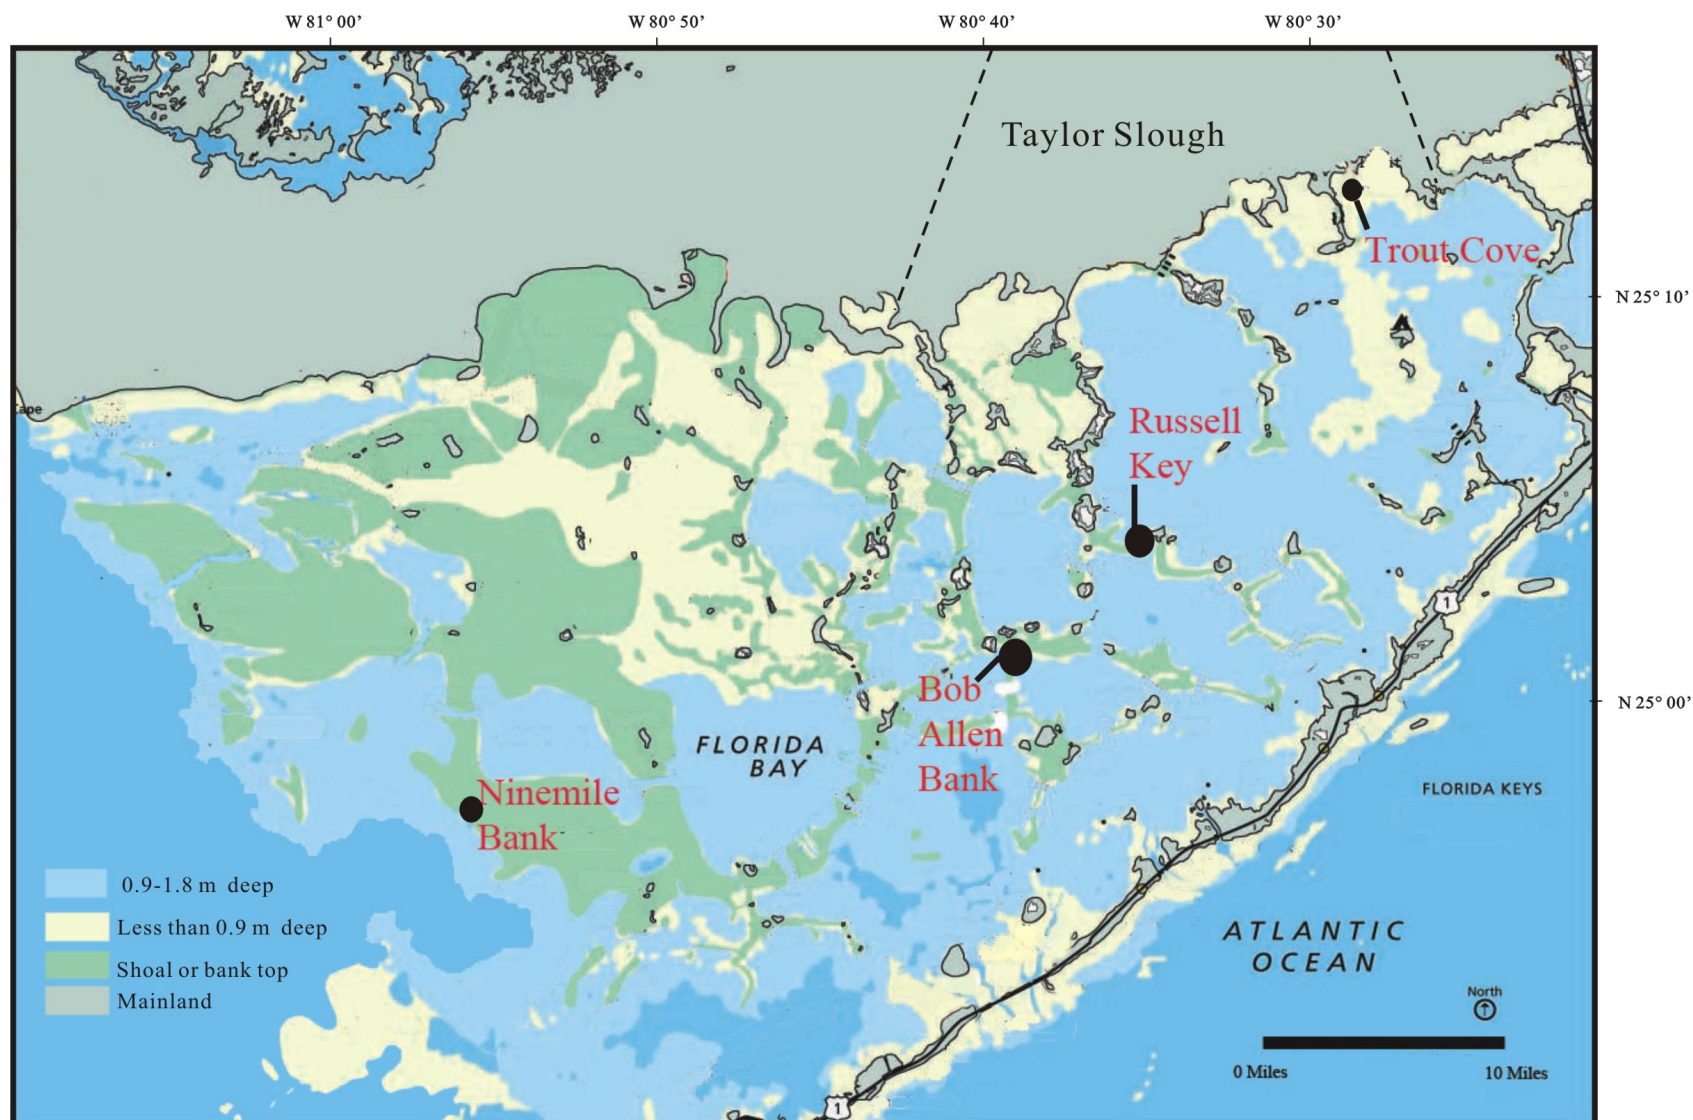 W 81° 00’
W 80° 50’
W 80° 40’
W 80° 30’
Taylor Slough
Trout Cove
N 25° 10’
ape
Russell
Key
1
Bob
Allen
Bank
N 25° 00’
FLORIDA
BAY
FLORIDA KEYS
Ninemile
Bank
0.9-1.8 m deep
Less than 0.9 m deep
Shoal or bank top
Mainland
ATLANTIC
OCEAN
North
0 Miles
10 Miles
1